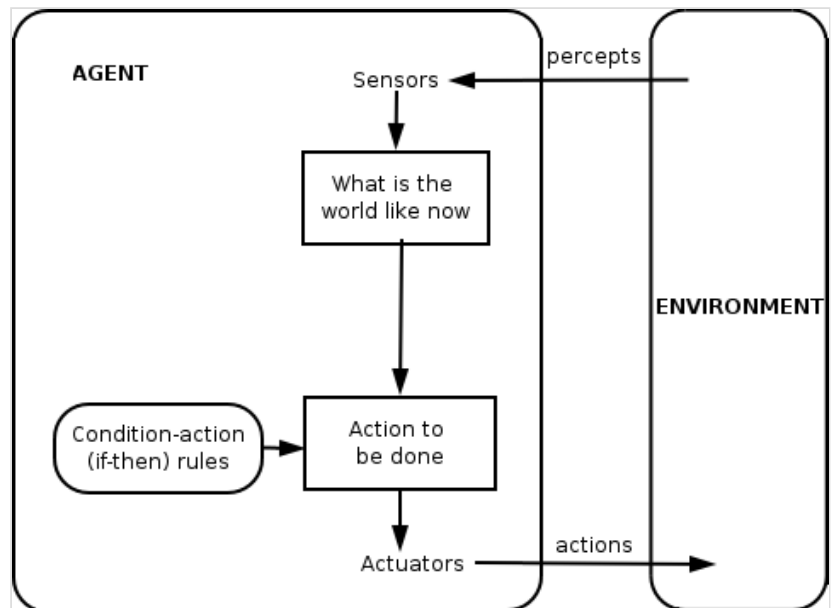 percepts
AGENT
Sensors
What is the
world like now
ENVIRONMENT
Condition-action
(if-then) rules
Action to
be done
actions
Actuators